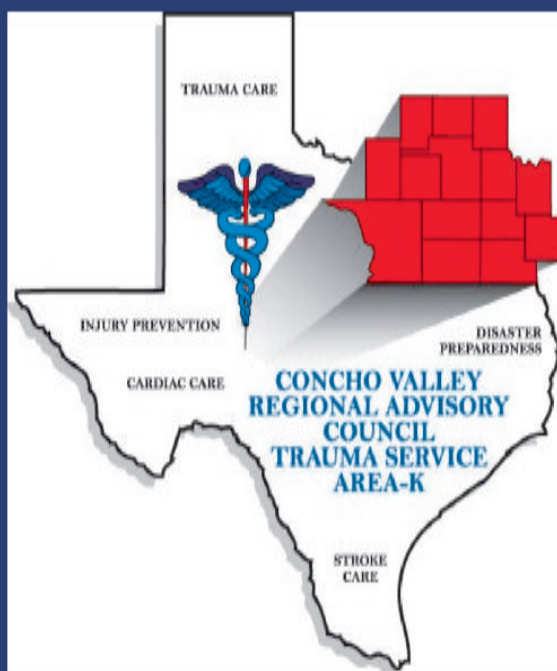 TRAUMA CARE
INJURY PREVENTION
DISASTER
PREPAREDNESS
CARDIAC CARE
CONCHO VALLEY
REGIONAL ADVISORY
COUNCIL
TRAUMA SERVICE
AREA-K
STROKE
CARE